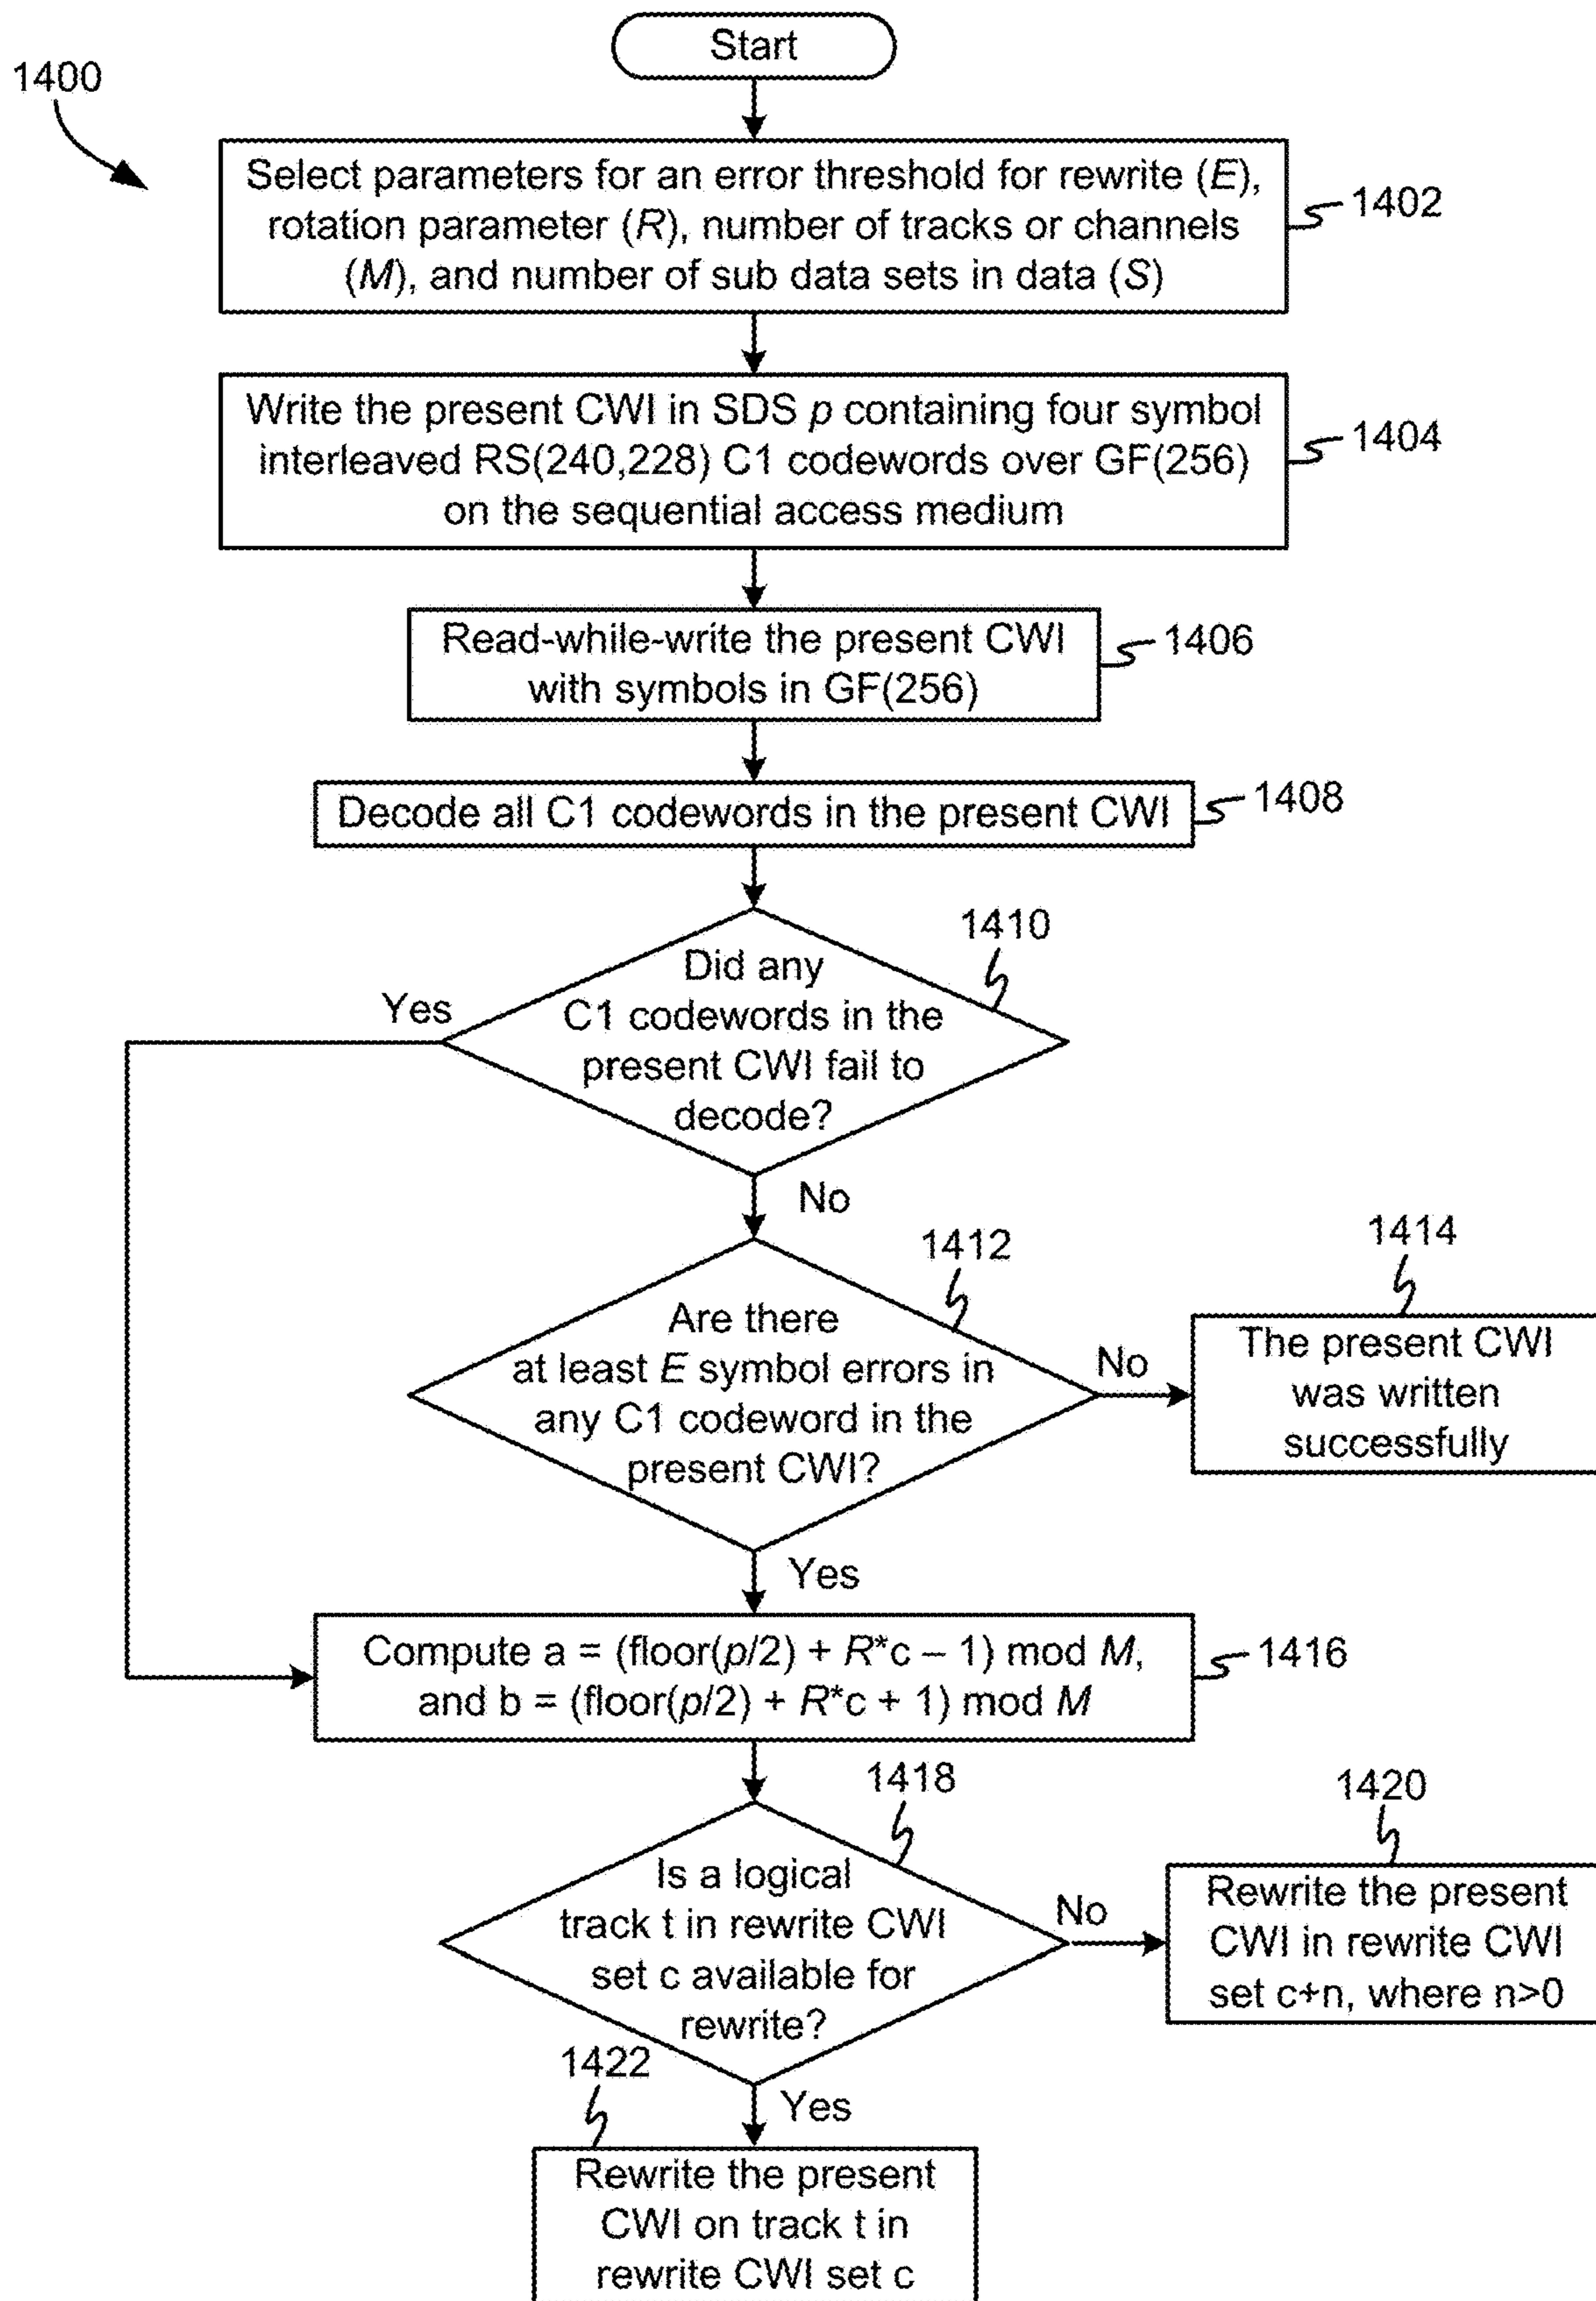 Start
1400
Select parameters for an error threshold for rewrite (E),
rotation parameter (R), number of tracks or channels
(M), and number of sub data sets in data (S)
1402
Write the present CWI in SDS p containing four symbol
interleaved RS(240,228) C1 codewords over GF(256)
on the sequential access medium
1404
Read-while-write the present CWI
with symbols in GF(256)
1406
Decode all C1 codewords in the present CWI
1408
1410
Did any
C1 codewords in the
present CWI fail to
decode?
Yes
No
1412
Are there
at least E symbol errors in
any C1 codeword in the
present CWI?
No
1414
The present CWI
was written
successfully
Yes
Compute a = (floor(p/2) + R*c – 1) mod M,
and b = (floor(p/2) + R*c + 1) mod M
1416
1418
Is a logical
track t in rewrite CWI
set c available for
rewrite?
No
1420
Rewrite the present
CWI in rewrite CWI
set c+n, where n>0
1422
Yes
Rewrite the present
CWI on track t in
rewrite CWI set c